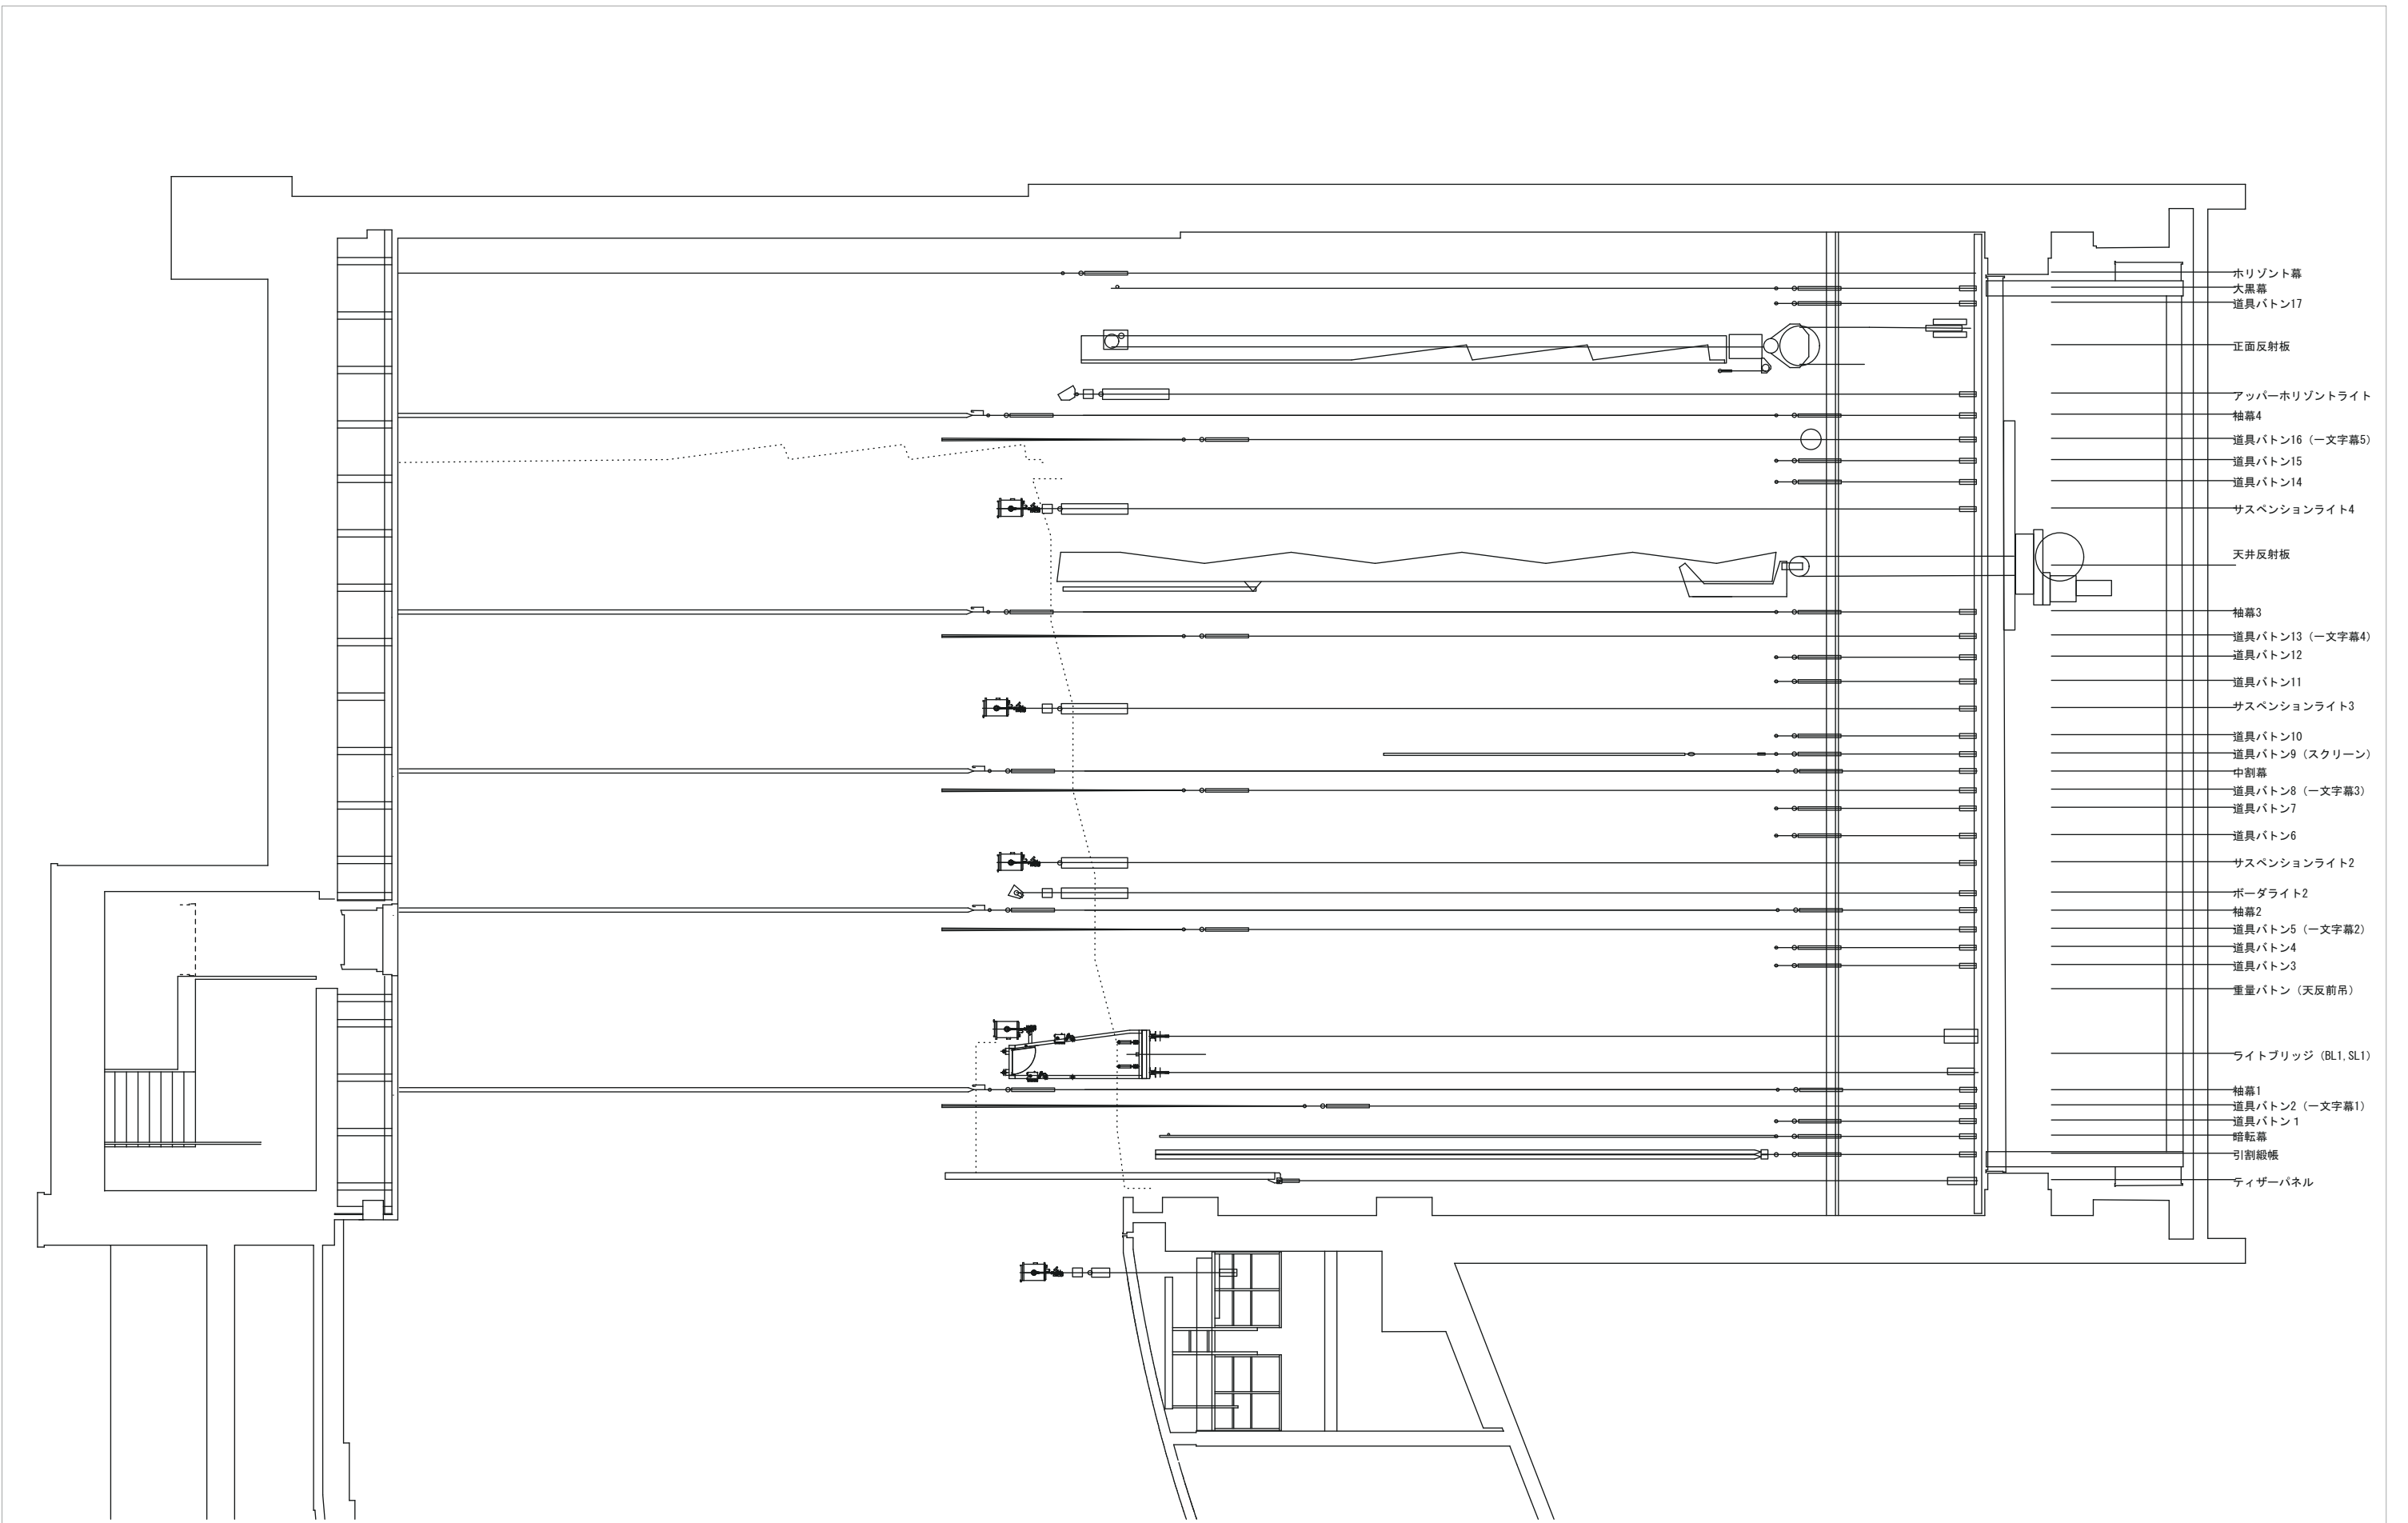 ホリゾント幕
大黒幕
道具バトン17
正面反射板
アッパーホリゾントライト
袖幕4
道具バトン16（一文字幕5）
道具バトン15
道具バトン14
サスペンションライト4
天井反射板
袖幕3
道具バトン13（一文字幕4）
道具バトン12
道具バトン11
サスペンションライト3
道具バトン10
道具バトン9（スクリーン）
中割幕
道具バトン8（一文字幕3）
道具バトン7
道具バトン6
サスペンションライト2
ボーダライト2
袖幕2
道具バトン5（一文字幕2）
道具バトン4
道具バトン3
重量バトン（天反前吊）
ライトブリッジ（BL1,SL1）
袖幕1
道具バトン2（一文字幕1）
道具バトン１
暗転幕
引割緞帳
ティザーパネル